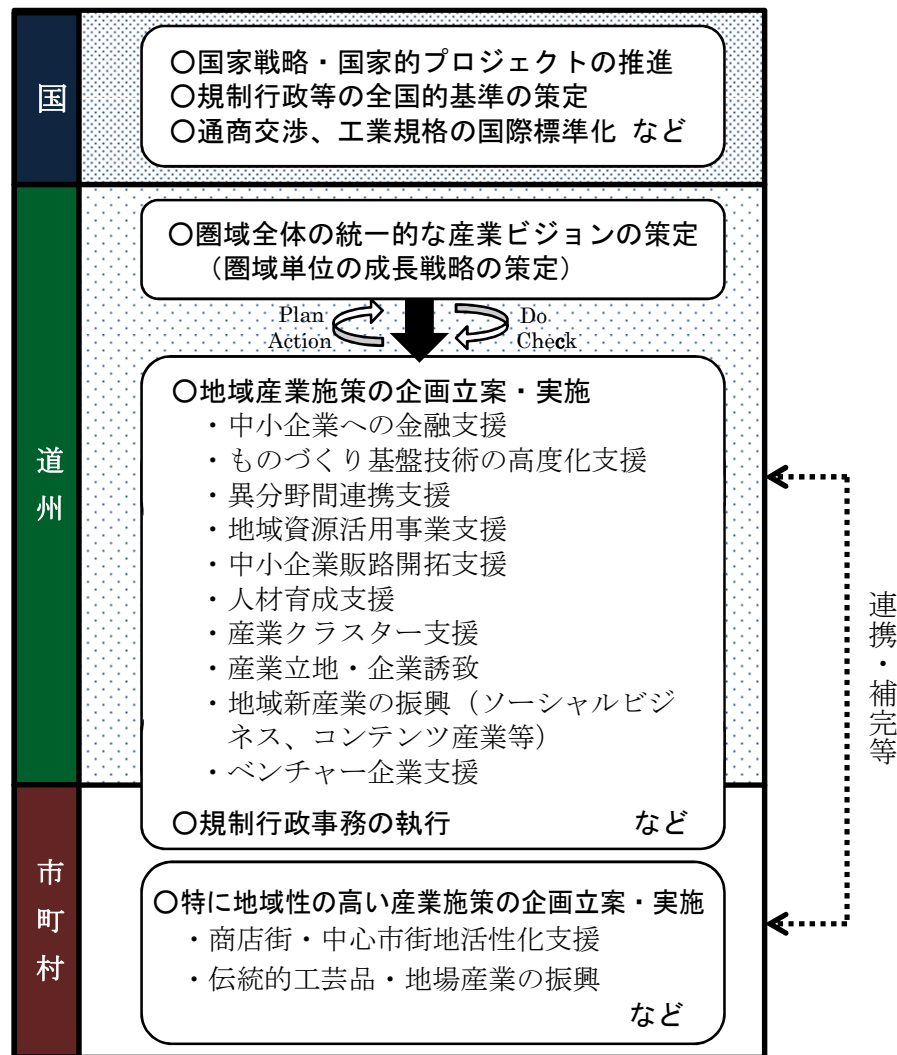 国
〇国家戦略・国家的プロジェクトの推進
〇規制行政等の全国的基準の策定
〇通商交渉、工業規格の国際標準化 など
道州
〇圏域全体の統一的な産業ビジョンの策定
（圏域単位の成長戦略の策定）
Plan
Action
Do
Check
〇地域産業施策の企画立案・実施
・中小企業への金融支援
・ものづくり基盤技術の高度化支援
・異分野間連携支援
・地域資源活用事業支援
・中小企業販路開拓支援
・人材育成支援
・産業クラスター支援
・産業立地・企業誘致
・地域新産業の振興（ソーシャルビジ
ネス、コンテンツ産業等）
・ベンチャー企業支援
〇規制行政事務の執行 など
市町村
〇特に地域性の高い産業施策の企画立案・実施
・商店街・中心市街地活性化支援
・伝統的工芸品・地場産業の振興
など
連携・補完等